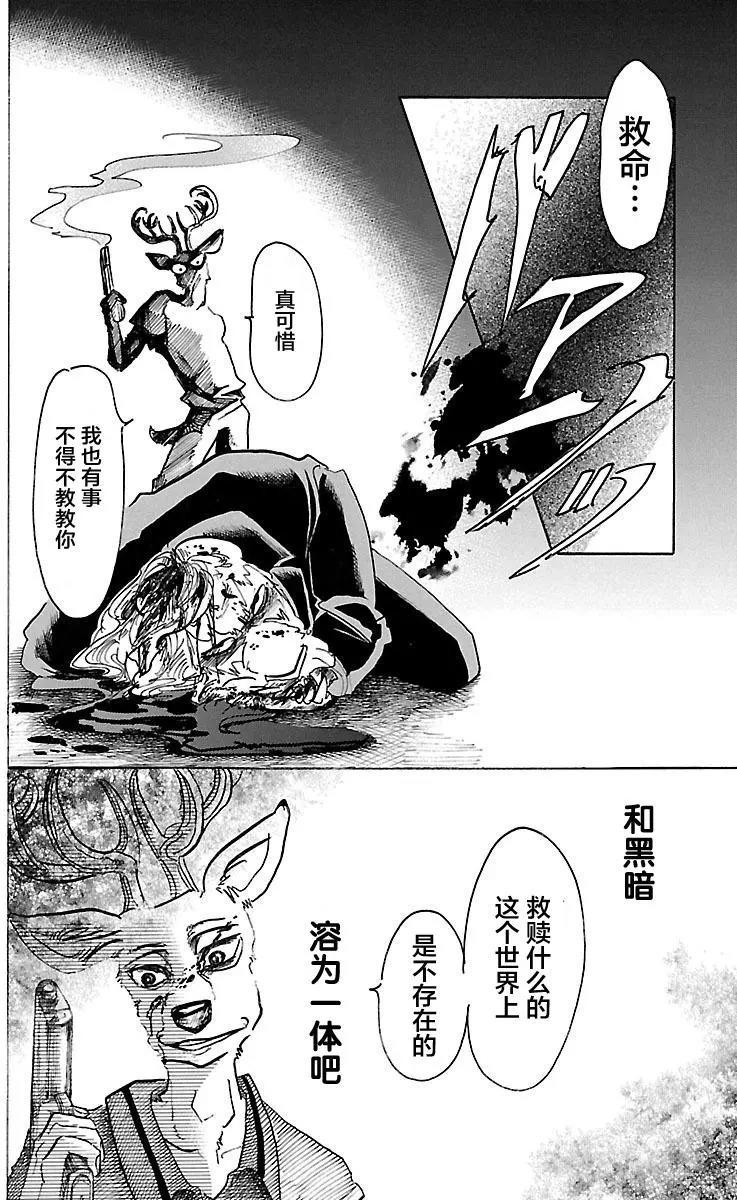 救命…
真可惜
我也有事
不得不教教你
和黑暗
救赎什么的
这个世界上
是不存在的
溶为一体吧